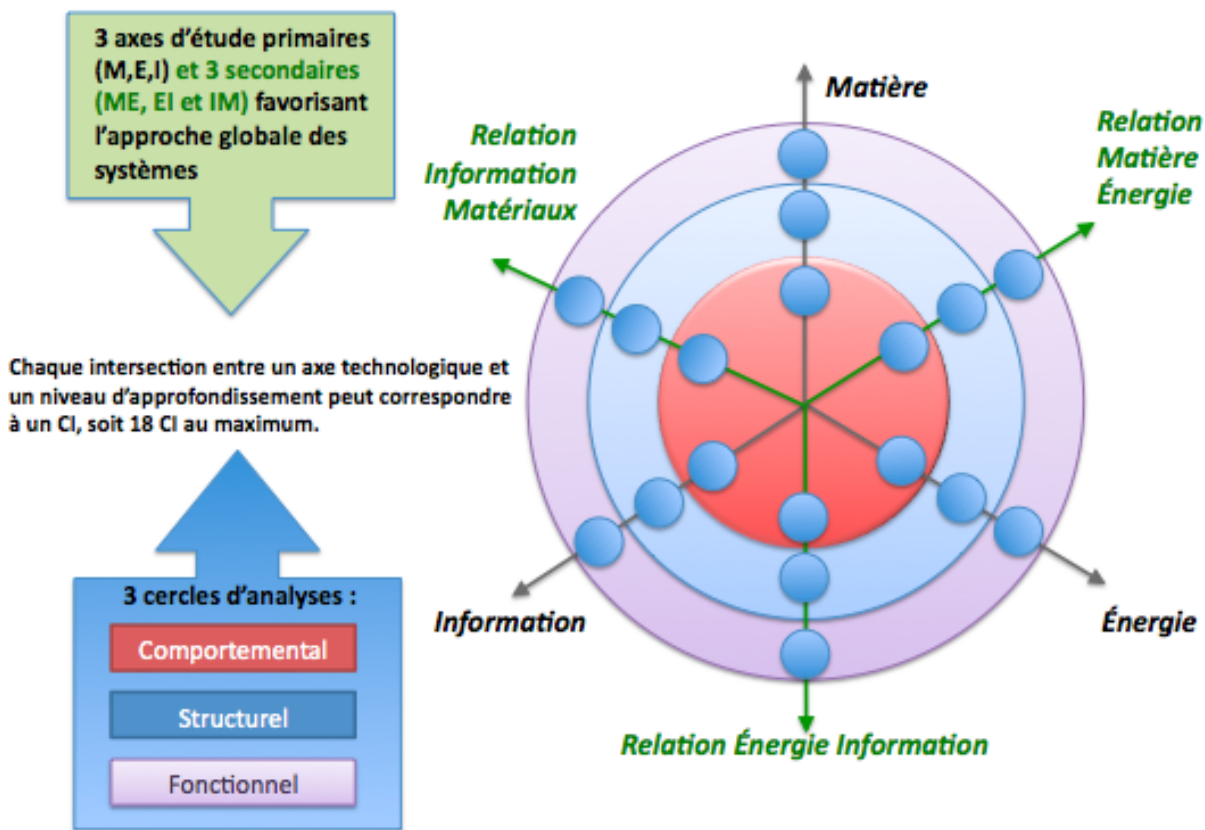 3 axes d’étude primaires
(M,E,I) et 3 secondaires
(ME, EI et IM) favorisant
l’approche globale des
systèmes
Chaque intersection entre un axe technologique et
un niveau d’approfondissement peut correspondre
à un CI, soit 18 CI au maximum.
3 cercles d’analyses :
Comportemental
Structurel
Fonctionnel
Matière
Relation
Matière
Énergie
Relation
Information
Matériaux
Information
Énergie
Relation Énergie Information